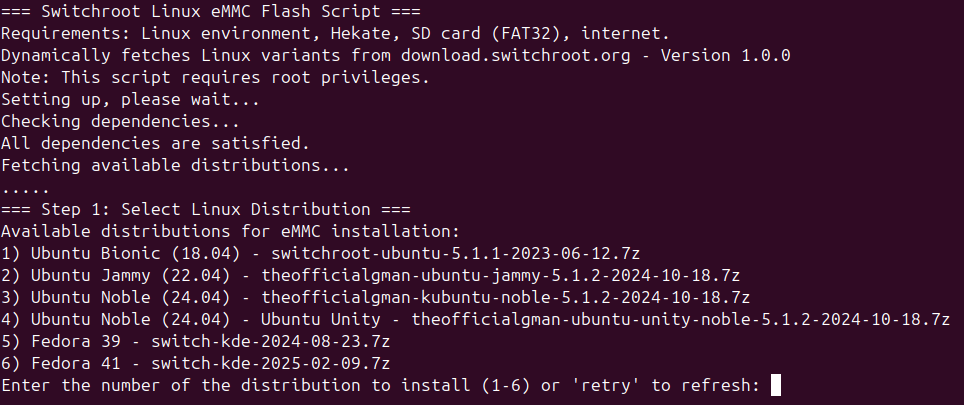 === Switchroot Linux eMMC Flash Script ===
Requirements: Linux environment, Hekate, SD card (FAT32), internet.
Dynamically fetches Linux variants from download.switchroot.org - Version 1.0.0
Note: This script requires root privileges.
Setting up, please wait...
Checking dependencies...
All dependencies are satisfied.
Fetching available distributions...
.....
=== Step 1: Select Linux Distribution ===
Available distributions for eMMC installation:
1) Ubuntu Bionic (18.04) - switchroot-ubuntu-5.1.1-2023-06-12.7z
2) Ubuntu Jammy (22.04) - theofficialgman-ubuntu-jammy-5.1.2-2024-10-18.7z
3) Ubuntu Noble (24.04) - theofficialgman-kubuntu-noble-5.1.2-2024-10-18.7z
4) Ubuntu Noble (24.04) - Ubuntu Unity - theofficialgman-ubuntu-unity-noble-5.1.2-2024-10-18.7z
5) Fedora 39 - switch-kde-2024-08-23.7z
6) Fedora 41 - switch-kde-2025-02-09.7z
Enter the number of the distribution to install (1-6) or 'retry' to refresh: